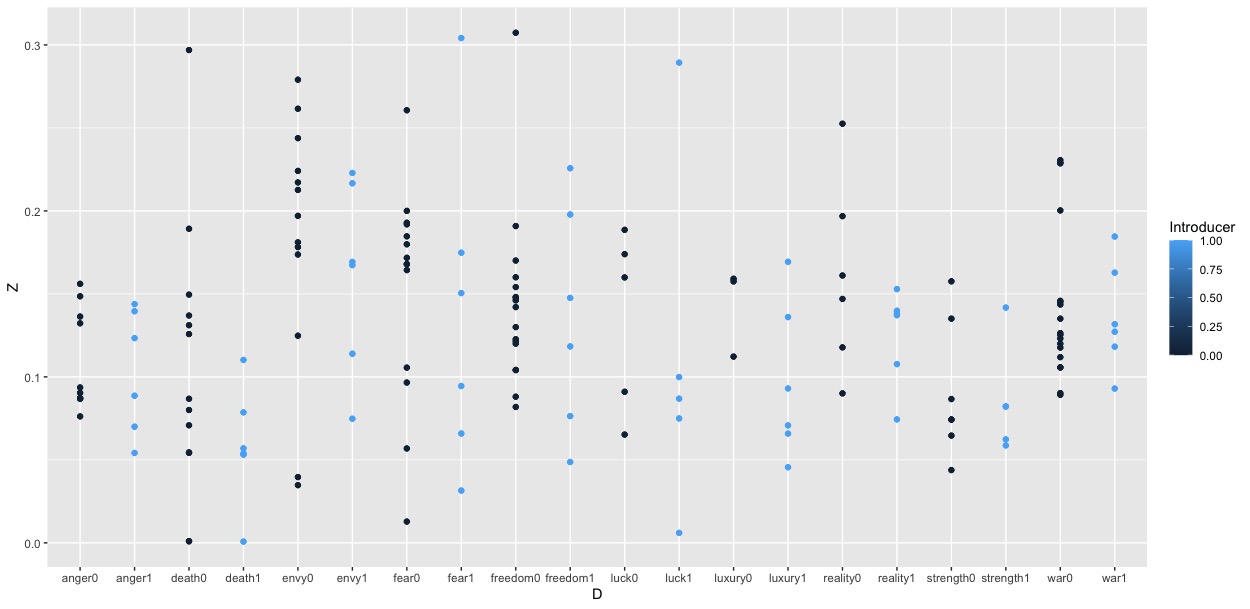 0.3
0.2
0.1
0.0
Z
anger0 anger1 death0 death1 envy0 envy1 fear0 fear1 freedom0 freedom1 luck0 luck1 luxury0 luxury1 reality0 reality1 strength0 strength1 war0 war1
D
Introducer
1.00
0.75
0.50
0.25
0.00